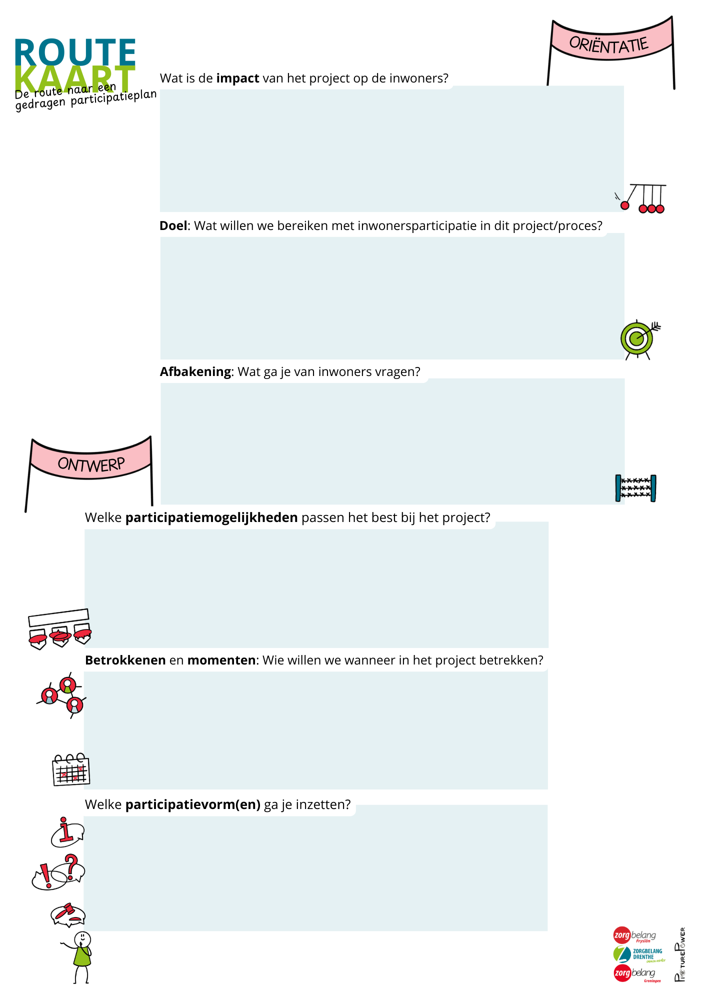 ROUTE
KAART
De route naar een
gedragen participatieplan
ORIËNTATIE
Wat is de impact van het project op de inwoners?
Doel: Wat willen we bereiken met inwonersparticipatie in dit project/proces?
Afbakening: Wat ga je van inwoners vragen?
ONTWERP
Welke participatiemogelijkheden passen het best bij het project?
Betrokkenen en momenten: Wie willen we wanneer in het project betrekken?
Welke participatievorm(en) ga je inzetten?
i
! ?
zorgbelang
Fryslân
ZORGBELANG
DRENTHE
samen verder
zorgbelang
Groningen
PICTUREPOWER